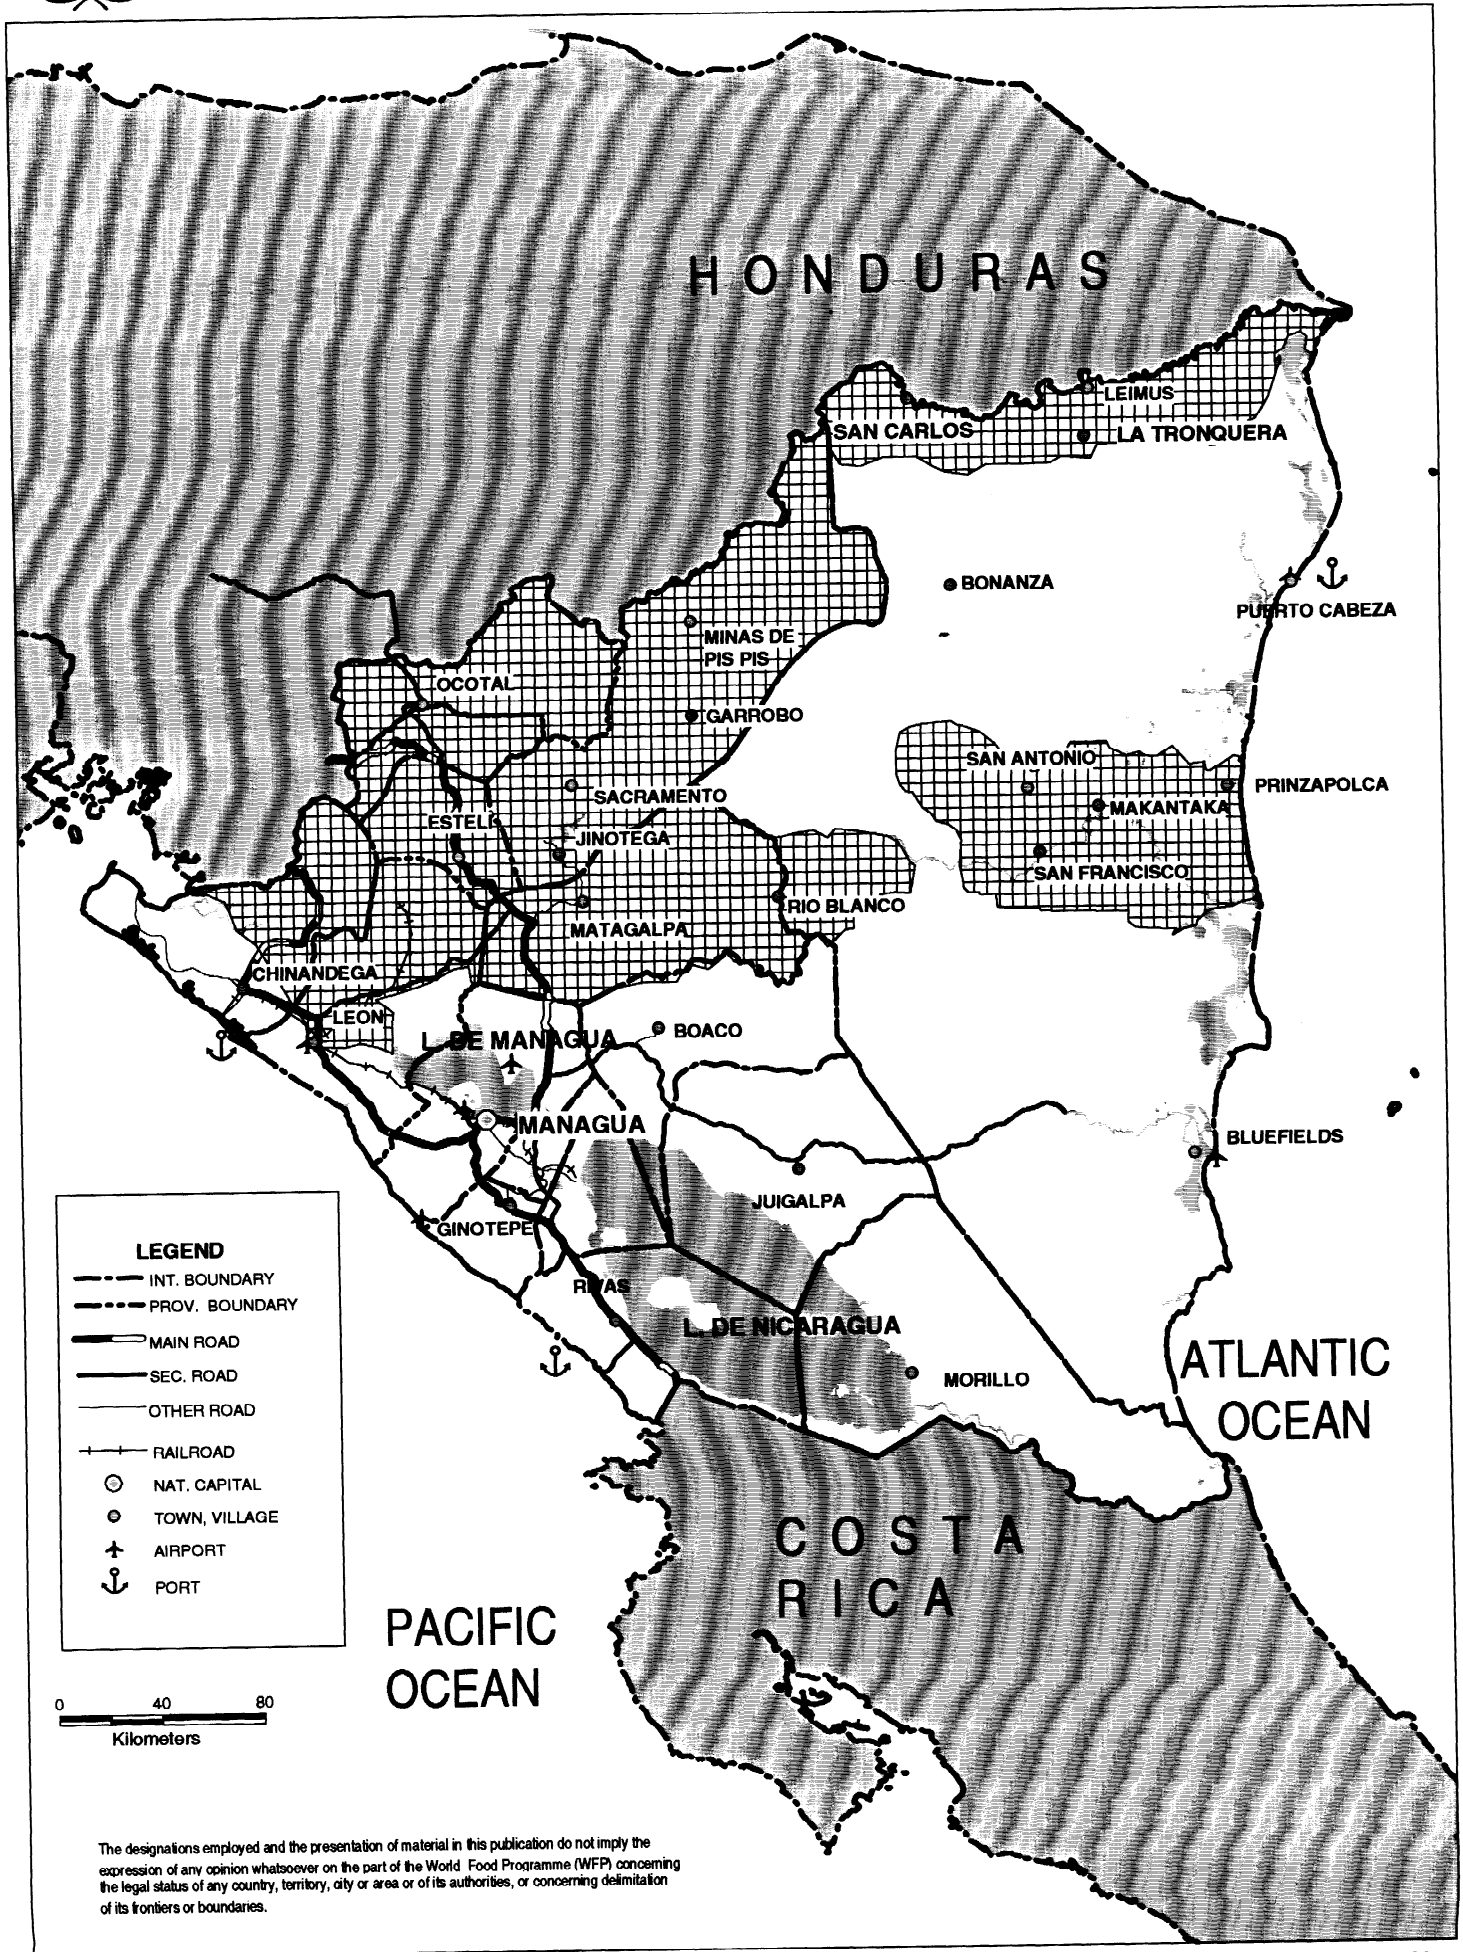 HONDURAS
LEIMUS
SAN CARLOS
LA TRONQUERA
BONANZA
PUERTO CABEZA
MINAS DE
PIS PIS
OCOTAL
GARROBO
SAN ANTONIO
PRINZAPOLCA
SACRAMENTO
MAKANTAKA
ESTELI
JINOTEGA
SAN FRANCISCO
RIO BLANCO
MATAGALPA
CHINANDEGA
LEON
L. DE MANAGUA
BOACO
MANAGUA
BLUEFIELDS
JUIGALPA
GINOTEPE
RIVAS
L. DE NICARAGUA
MORILLO
ATLANTIC
OCEAN
COSTA
RICA
PACIFIC
OCEAN
LEGEND
INT. BOUNDARY
PROV. BOUNDARY
MAIN ROAD
SEC. ROAD
OTHER ROAD
RAILROAD
NAT. CAPITAL
TOWN, VILLAGE
AIRPORT
PORT
0 40 80
Kilometers
The designations employed and the presentation of material in this publication do not imply the
expression of any opinion whatsoever on the part of the World Food Programme (WFP) concerning
the legal status of any country, territory, city or area or of its authorities, or concerning delimitation
of its frontiers or boundaries.